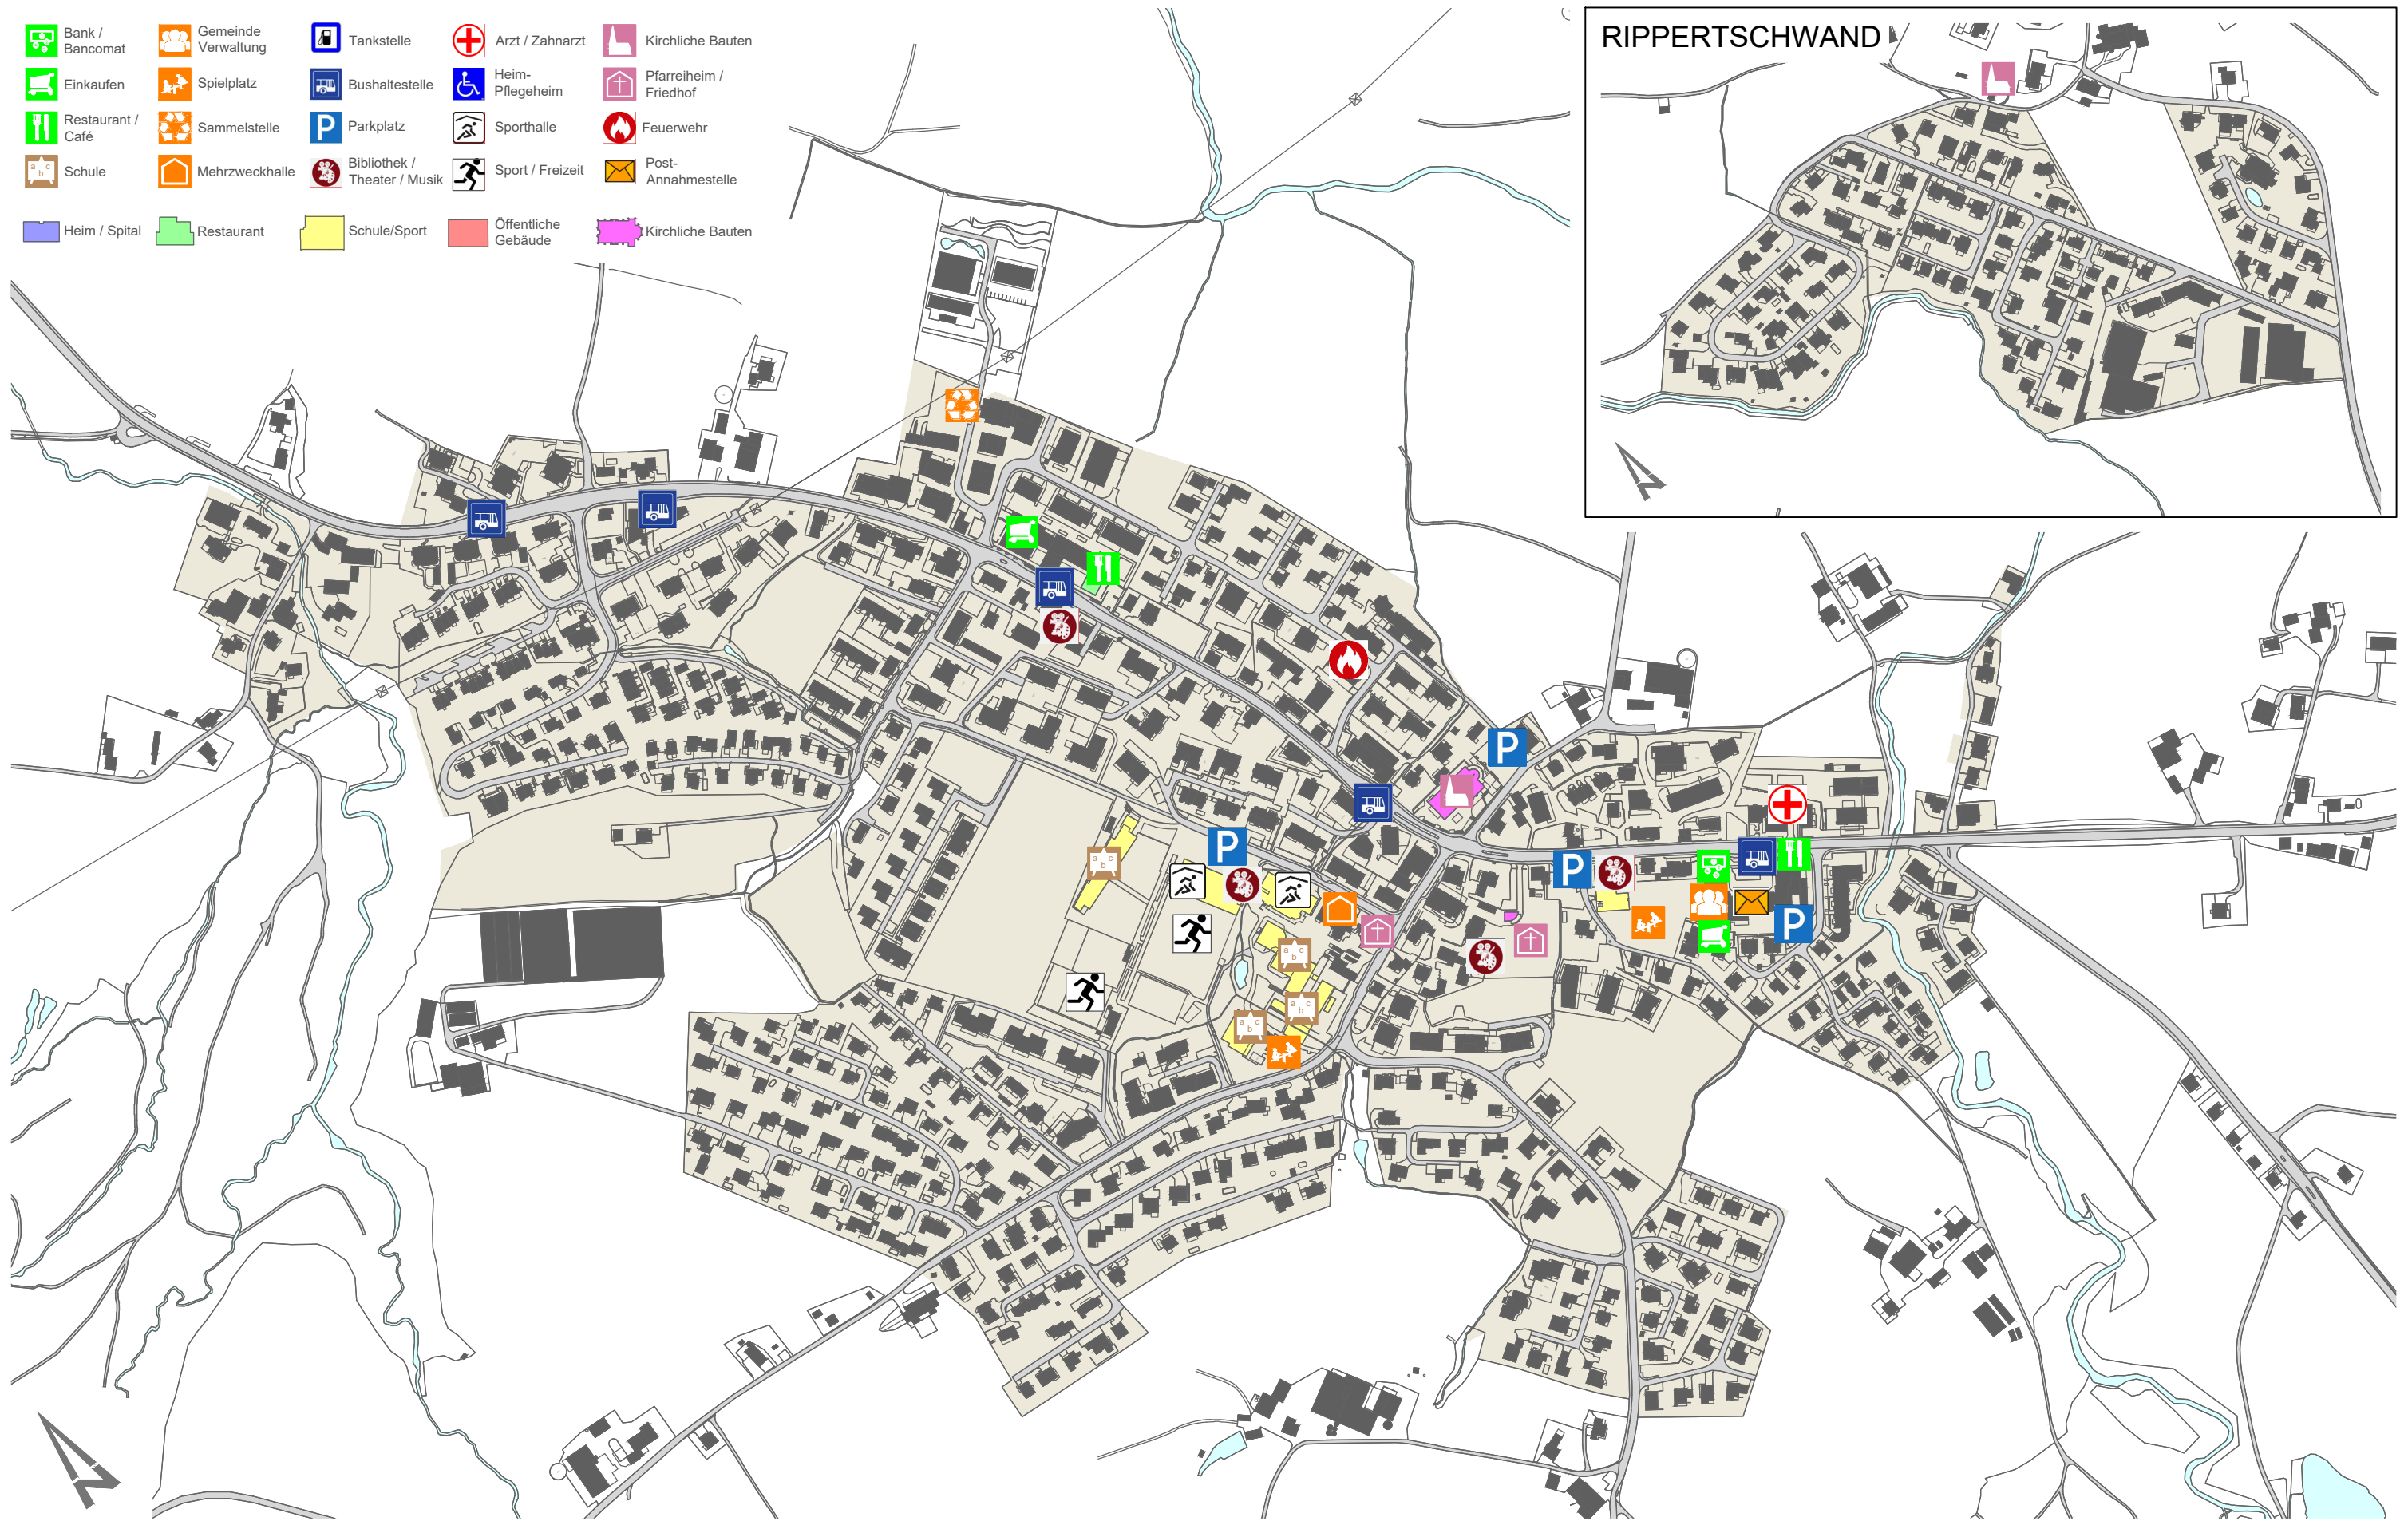 Bank /
Bancomat
Gemeinde
Verwaltung
Tankstelle
Arzt / Zahnarzt
Kirchliche Bauten
Einkaufen
Spielplatz
Bushaltestelle
Heim-
Pflegeheim
Pfarreiheim /
Friedhof
Restaurant /
Café
Sammelstelle
P
Parkplatz
Sporthalle
Feuerwehr
a c
b
Schule
Mehrzweckhalle
Bibliothek /
Theater / Musik
Sport / Freizeit
Post-
Annahmestelle
Heim / Spital
Restaurant
Schule/Sport
Öffentliche
Gebäude
Kirchliche Bauten
RIPPERTSCHWAND
P
P
a c
b
P
P
a c
b
a c
b
a c
b